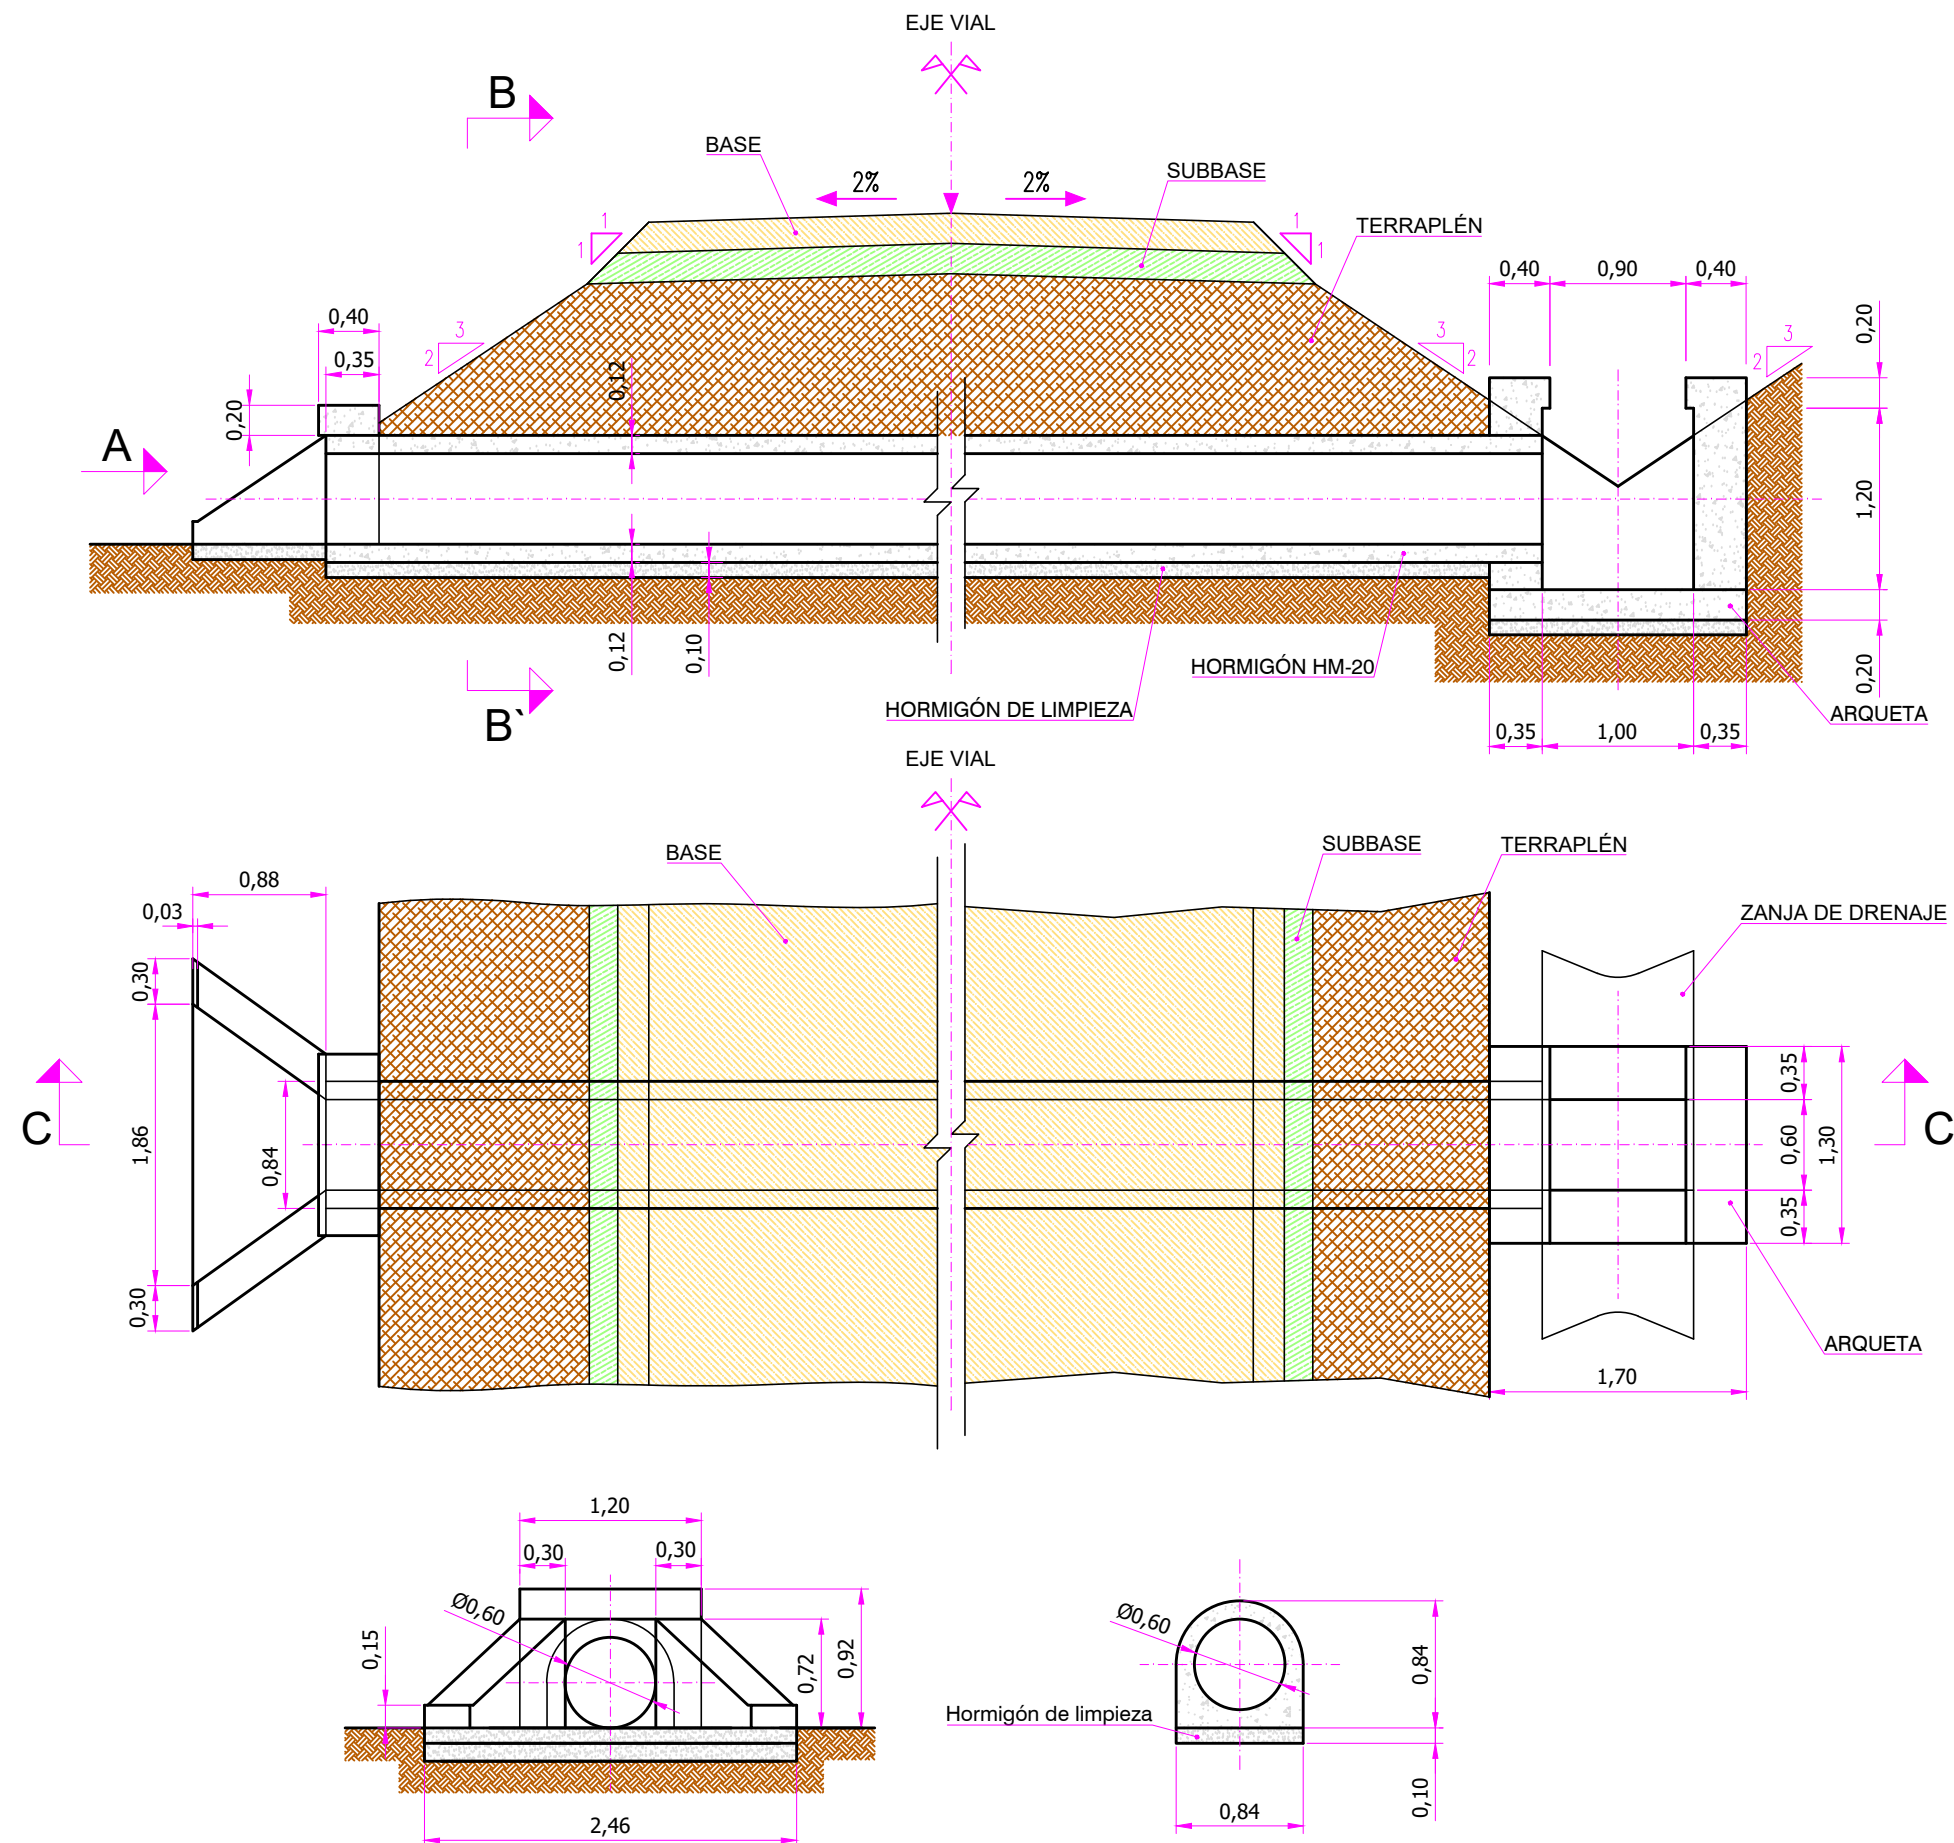 EJE VIAL
B
BASE
2%
2%
SUBBASE
1
1
1
1
TERRAPLÉN
0,40
0,90
0,40
0,20
0,40
0,35
0,20
3
2
0,12
3
2
3
2
A
1,20
0,12
0,10
HORMIGÓN HM-20
0,20
HORMIGÓN DE LIMPIEZA
ARQUETA
B`
0,35
1,00
0,35
EJE VIAL
BASE
SUBBASE
TERRAPLÉN
0,88
0,03
ZANJA DE DRENAJE
0,30
0,35
C
1,86
0,84
0,60
1,30
C
0,35
0,30
ARQUETA
1,70
1,20
0,30
0,30
Ø0,60
0,15
0,72
0,92
2,46
Ø0,60
0,84
Hormigón de limpieza
0,10
0,84